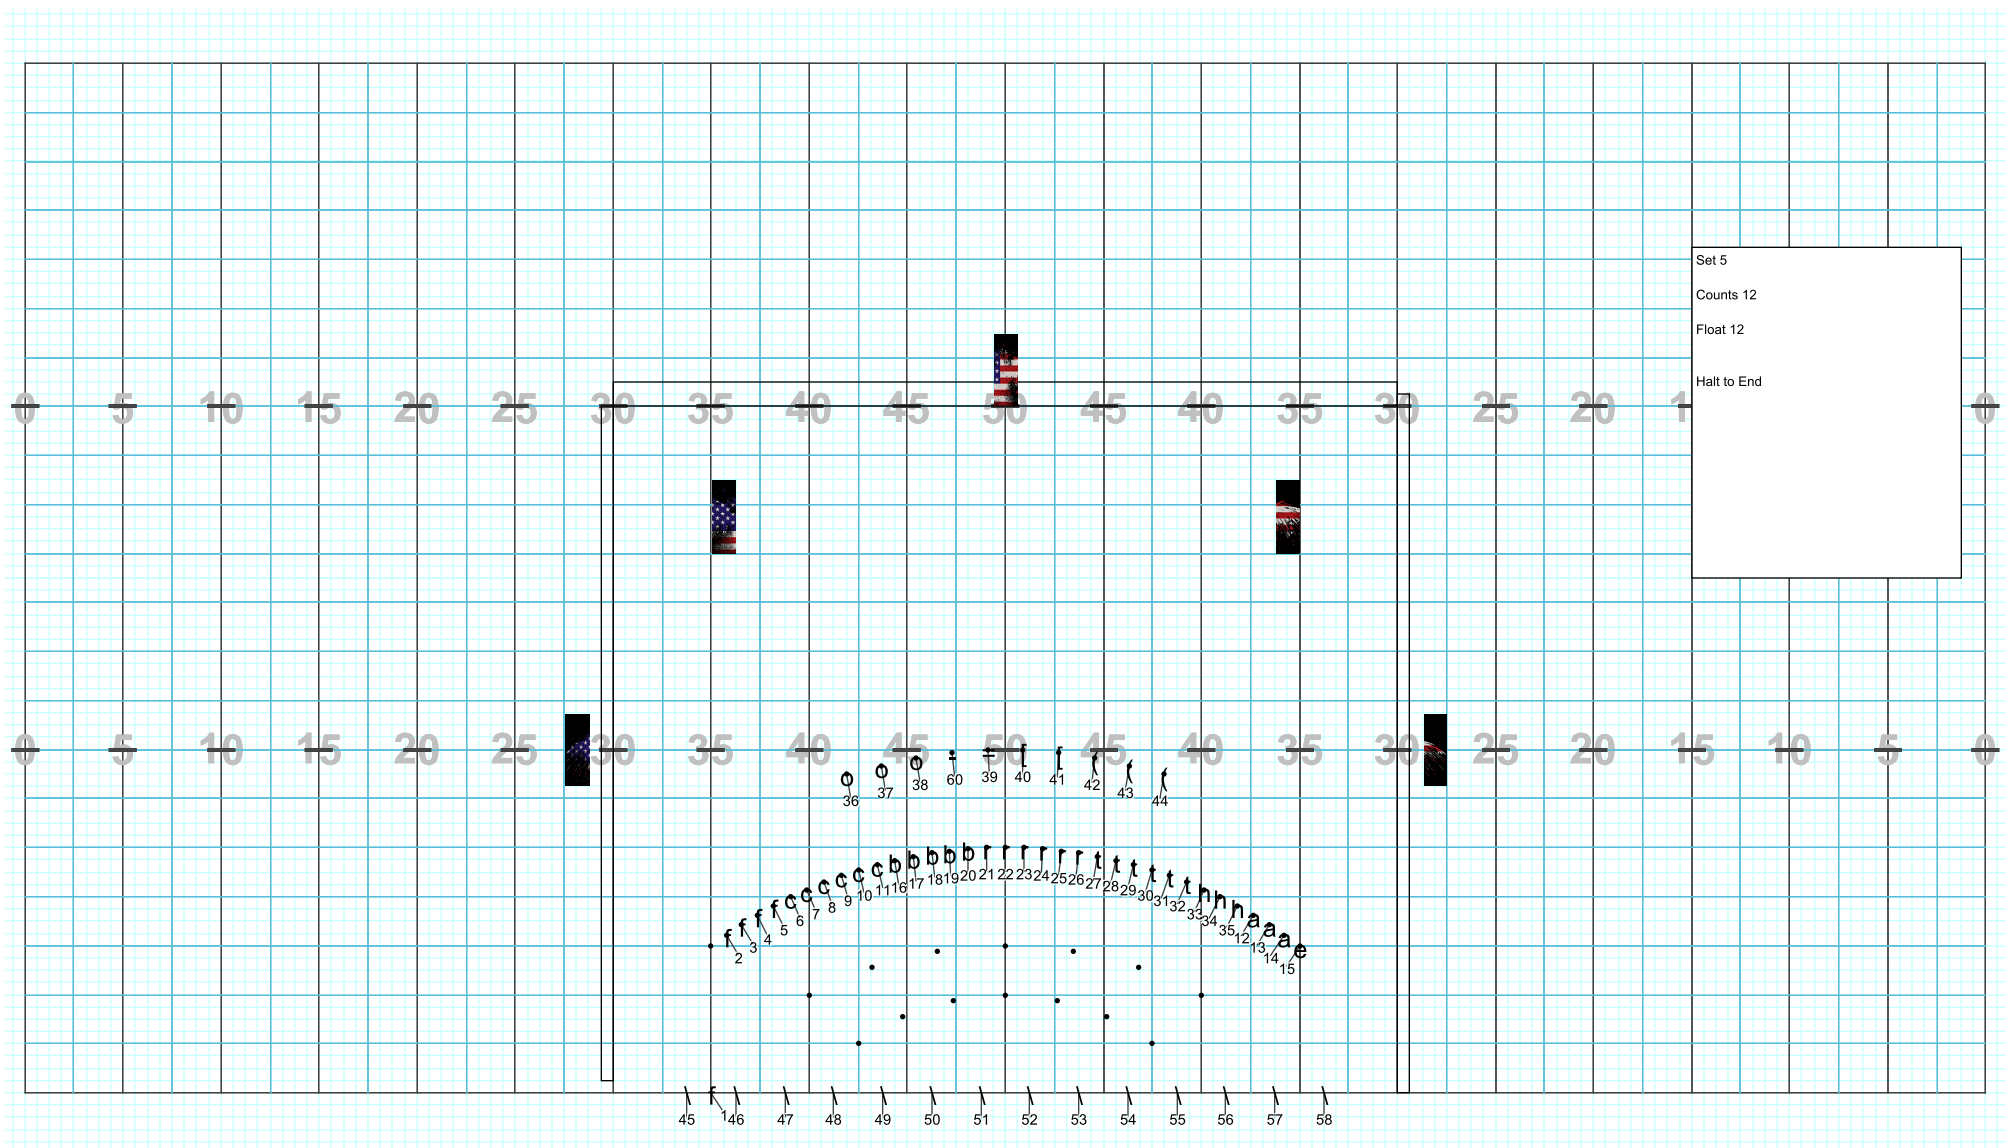 Set 5
Counts 12
Float 12
Halt to End
0 5 10 15 20 25 30 35 40 45 50 45 40 35 30 25 20 1 0
0 5 10 15 20 25 30 35 40 45 50 45 40 35 30 25 20 15 10 5 0
o o o - = [ [ ( ( (
36 37 38 60 39 40 41 42 43 44
f f f f c c c c c c b b b b b r r r r r r t t t t t t h h h a a a e
2 3 4 5 6 7 8 9 10 11 16 17 18 19 20 21 22 23 24 25 26 27 28 29 30 31 32 33 34 35 12 13 14 15
\ f \ \ \ \ \ \ \ \ \ \ \ \ \
45 1 46 47 48 49 50 51 52 53 54 55 56 57 58